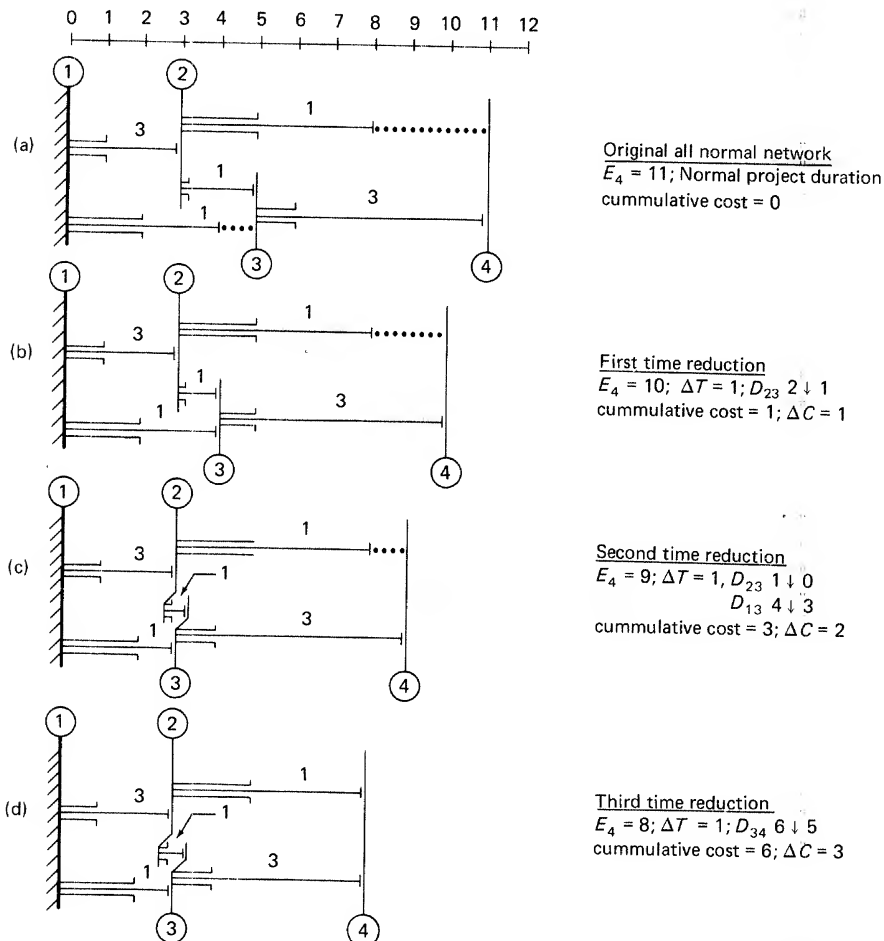 0 1 2 3 4 5 6 7 8 9 10 11 12
1 2
(a)
3
1
1
1
3
3
4
Original all normal network
E4 = 11; Normal project duration
cummulative cost = 0
1 2
(b)
3
1
1
1
3
3
4
First time reduction
E4 = 10; ΔT = 1; D23 2 ↓ 1
cummulative cost = 1; ΔC = 1
1 2
(c)
3
1
1
1
3
3
4
Second time reduction
E4 = 9; ΔT = 1, D23 1 ↓ 0
D13 4 ↓ 3
cummulative cost = 3; ΔC = 2
1 2
(d)
3
1
1
1
3
3
4
Third time reduction
E4 = 8; ΔT = 1; D34 6 ↓ 5
cummulative cost = 6; ΔC = 3